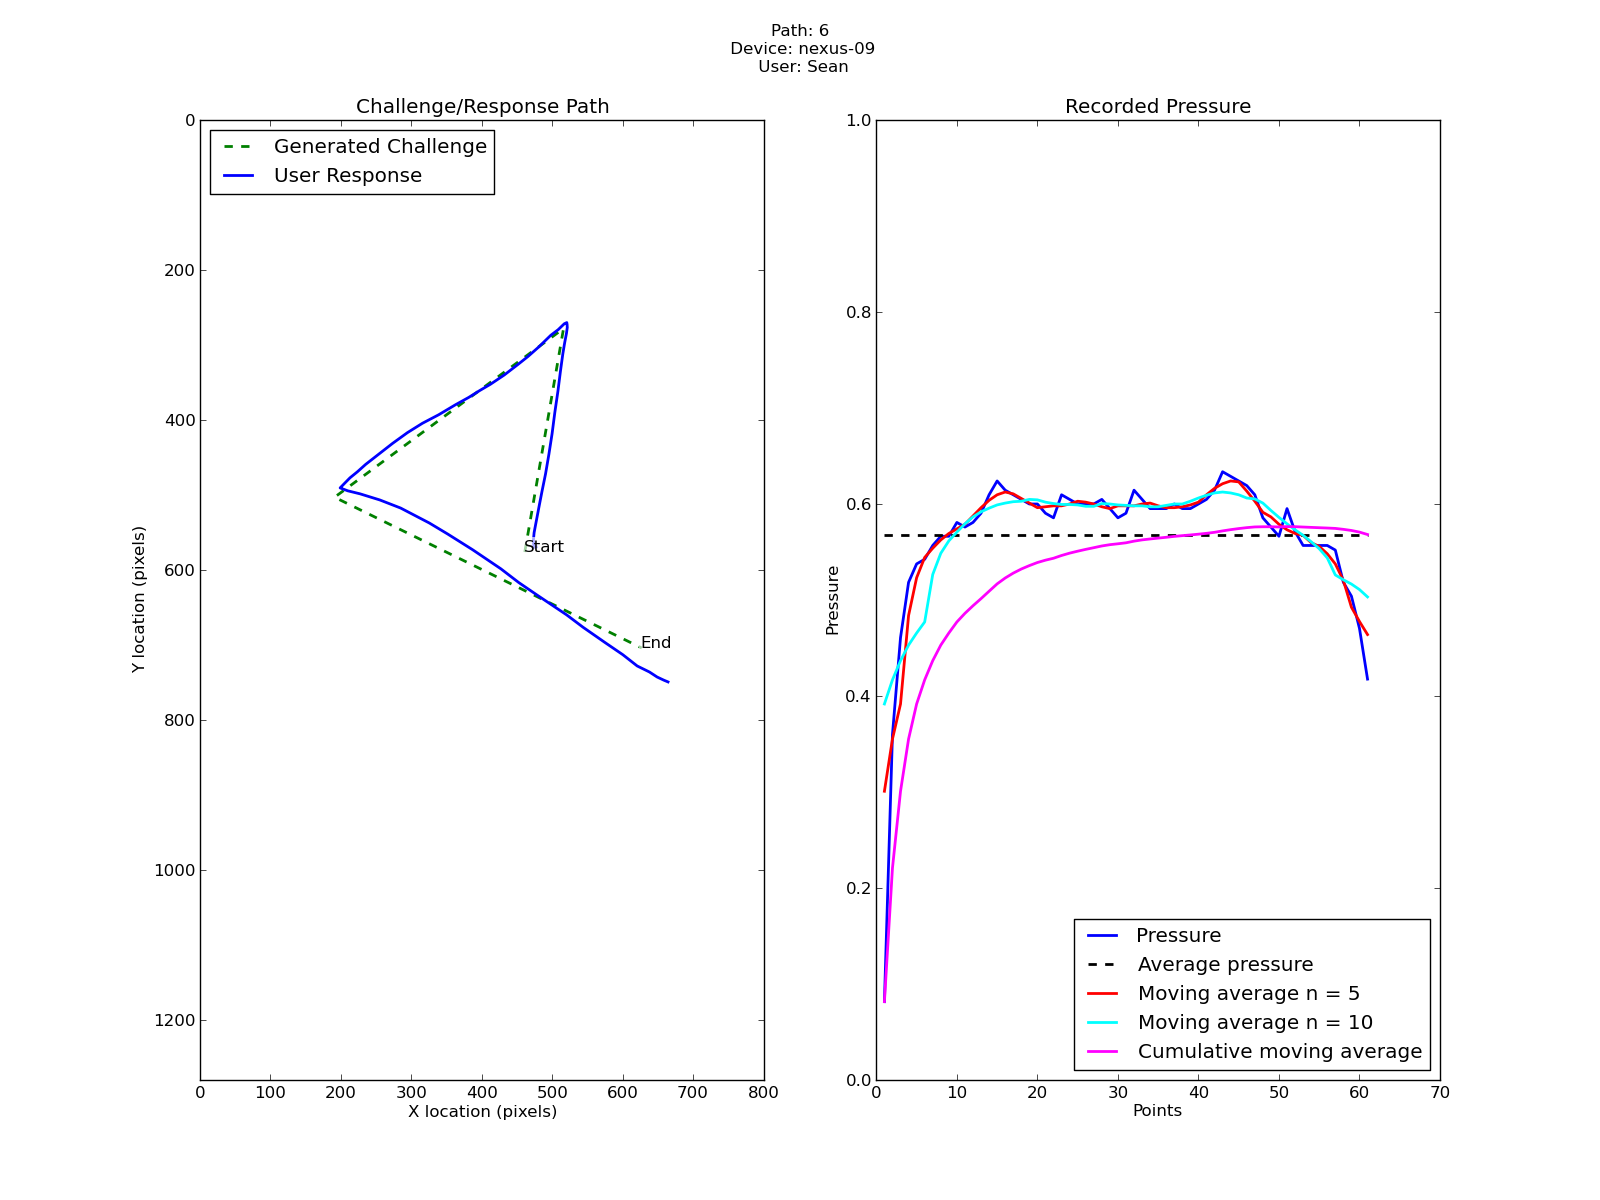 Path: 6
Device: nexus-09
User: Sean
Challenge/Response Path
Generated Challenge
User Response
0
200
400
600
800
1000
1200
Y location (pixels)
Start
End
0 100 200 300 400 500 600 700 800
X location (pixels)
Recorded Pressure
1.0
0.8
0.6
0.4
0.2
0.0
Pressure
Pressure
Average pressure
Moving average n = 5
Moving average n = 10
Cumulative moving average
0 10 20 30 40 50 60 70
Points